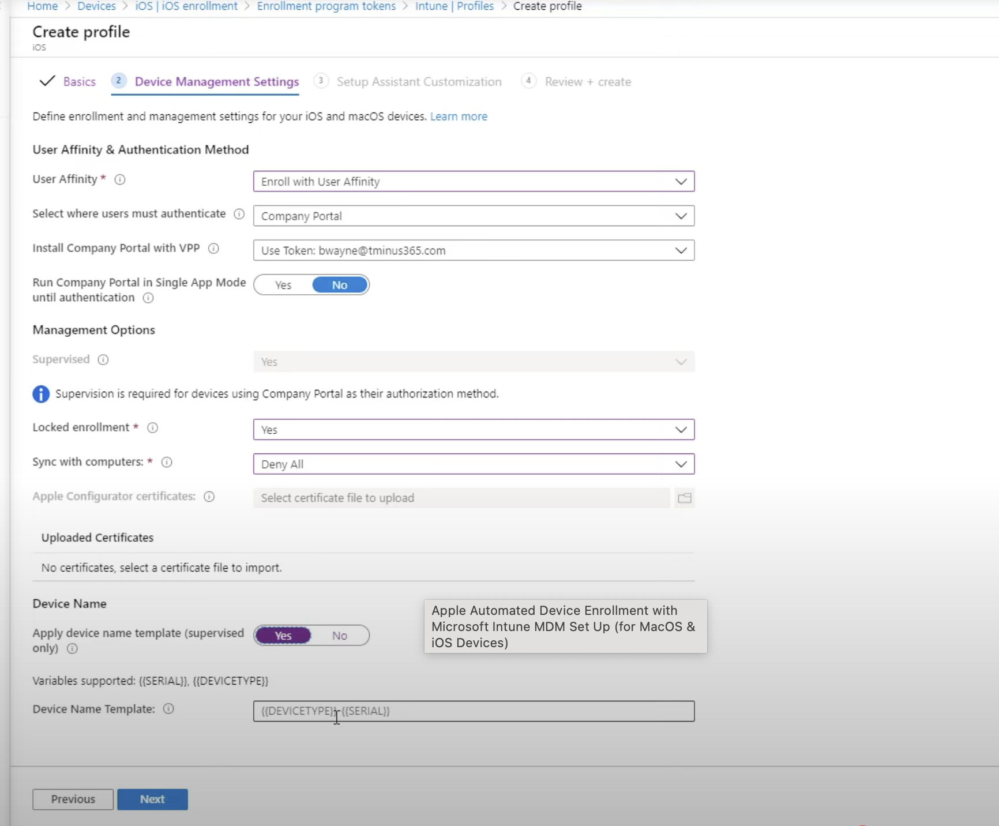 Home > Devices > iOS | iOS enrollment > Enrollment program tokens > Intune | Profiles > Create profile
Create profile
iOS
Basics 2 Device Management Settings 3 Setup Assistant Customization 4 Review + create
Define enrollment and management settings for your iOS and macOS devices. Learn more
User Affinity & Authentication Method
User Affinity * Enroll with User Affinity
Select where users must authenticate Company Portal
Install Company Portal with VPP Use Token: bwayne@tminus365.com
Run Company Portal in Single App Mode Yes No
until authentication
Management Options
Supervised Yes
Supervision is required for devices using Company Portal as their authorization method.
Locked enrollment * Yes
Sync with computers: * Deny All
Apple Configurator certificates: Select certificate file to upload
Uploaded Certificates
No certificates, select a certificate file to import.
Device Name
Apple Automated Device Enrollment with
Microsoft Intune MDM Set Up (for MacOS &
iOS Devices)
Apply device name template (supervised Yes No
only)
Variables supported: {{SERIAL}}, {{DEVICETYPE}}
Device Name Template: {{DEVICETYPE}}-{{SERIAL}}
Previous Next